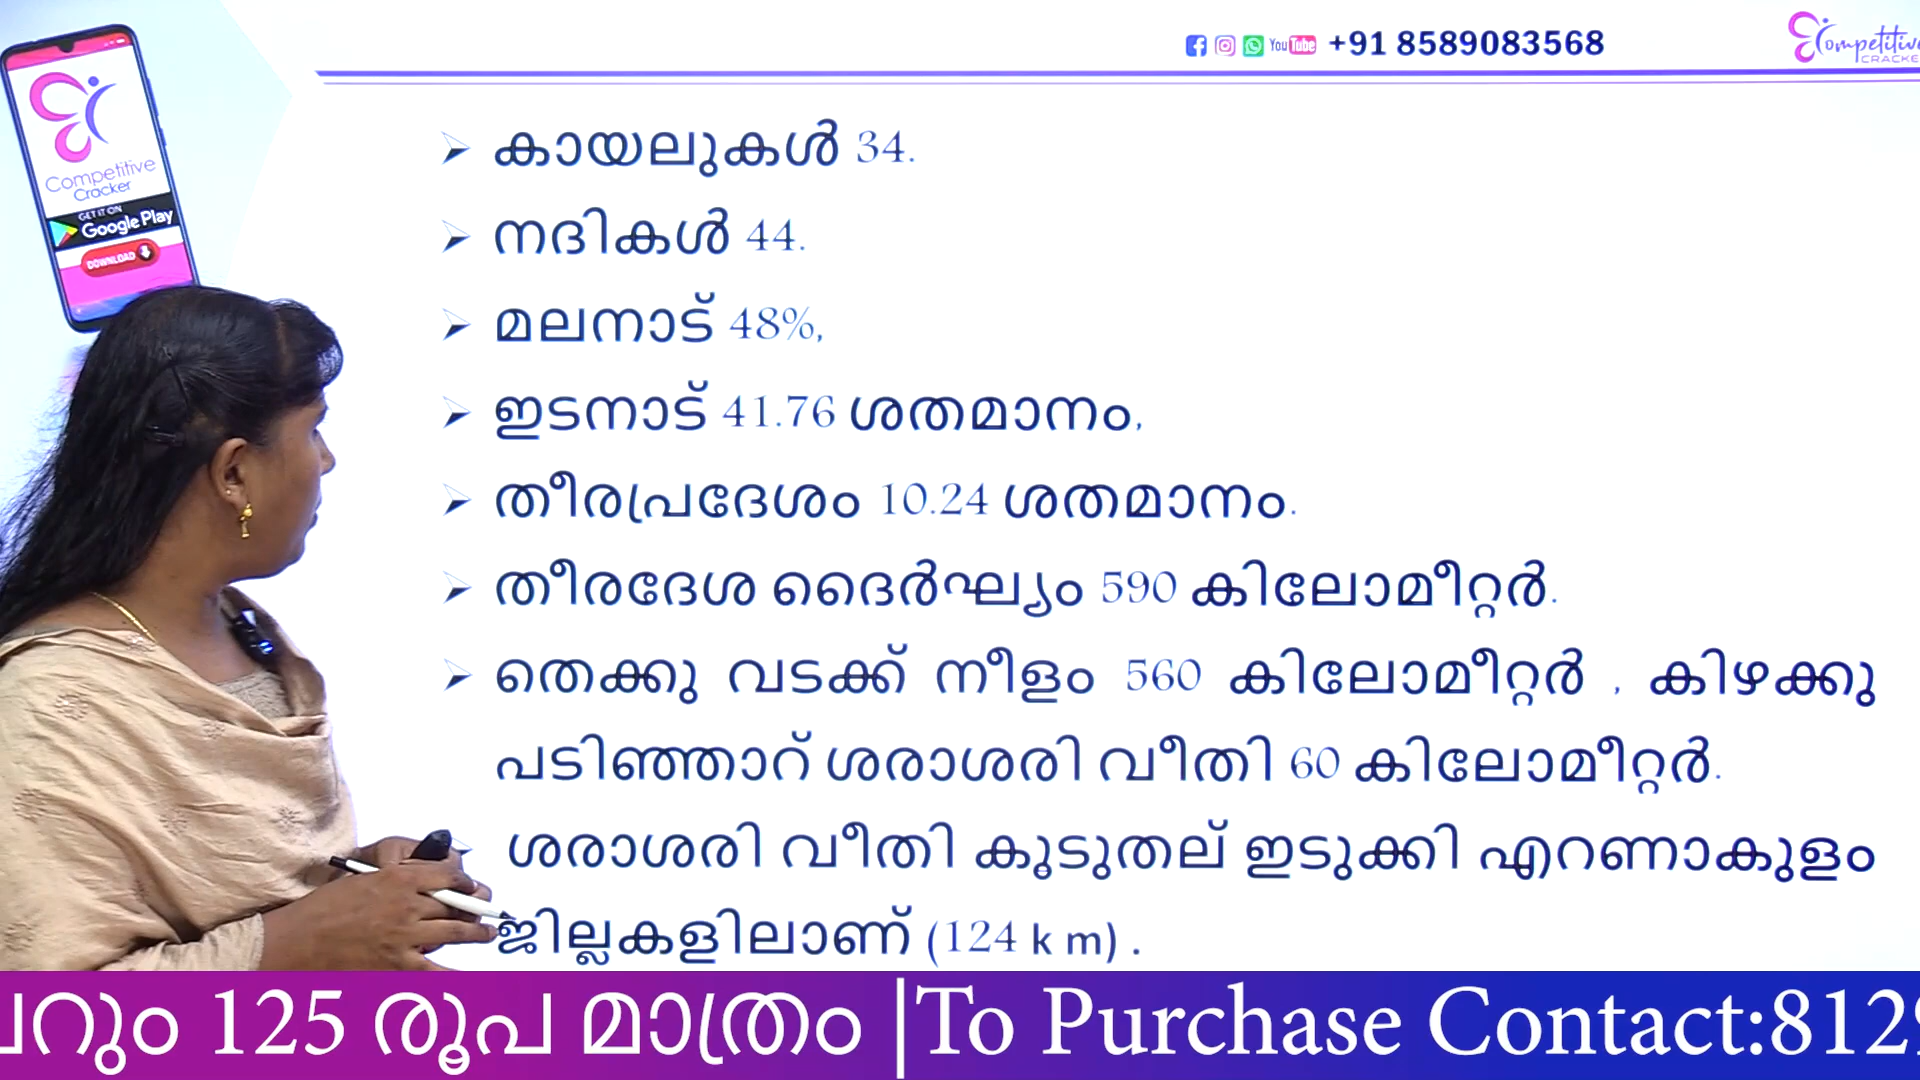 You Tube +91 8589083568
Competitive
CRACKER
Competitive
Cracker
GET IT ON
Google Play
DOWNLOAD
➢ കായലുകൾ 34.
➢ നദികൾ 44.
➢ മലനാട് 48%,
➢ ഇടനാട് 41.76 ശതമാനം,
➢ തീരപ്രദേശം 10.24 ശതമാനം.
➢ തീരദേശ ദൈർഘ്യം 590 കിലോമീറ്റർ.
➢ തെക്കു വടക്ക് നീളം 560 കിലോമീറ്റർ , കിഴക്കു
പടിഞ്ഞാറ് ശരാശരി വീതി 60 കിലോമീറ്റർ.
ശരാശരി വീതി കൂടുതല് ഇടുക്കി എറണാകുളം
ജില്ലകളിലാണ് (124 k m) .
125 രൂപ മാത്രം |To Purchase Contact:812